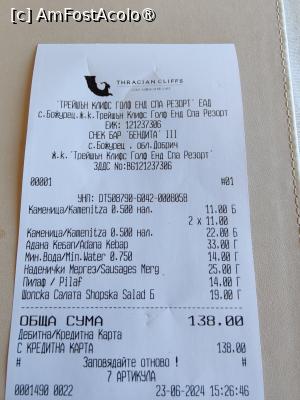 [c] AmFostAcolo®
THRACIAN CLIFFS
"ТРЕЙШЪН КЛИФС ГОЛФ ЕНД СПА РЕЗОРТ" ЕАД
с.Божурец,ж.к.Трейшън Клифс Голф Енд Спа Резорт
ЕИК: 121237306
СНЕК БАР "БЕНДИТА" III
с.Божурец , обл.Добрич
ж.к."Трейшън Клифс Голф Енд Спа Резорт"
ЗДДС No:BG121237306
00001 #01
УНП: DT508790-6042-0008058
Каменица/Kamenitza 0.500 мл. 11.00 Б
2 x 11.00
Каменица/Kamenitza 0.500 мл. 22.00 Б
Адана Кебап/Adana Kebap 33.00 Г
Мин.Вода/Min.Water 0.750 14.00 Г
Наденички Мергез/Sausages Merg 25.00 Г
Пилаф / Pilaf 14.00 Г
Шопска Салата Shopska Salad Б 19.00 Г
ОБЩА СУМА 138.00
Дебитна/Кредитна Карта
С КРЕДИТНА КАРТА 138.00
# Заповядайте отново ! #
7 АРТИКУЛА
0001490 0022 23-06-2024 15:26:46